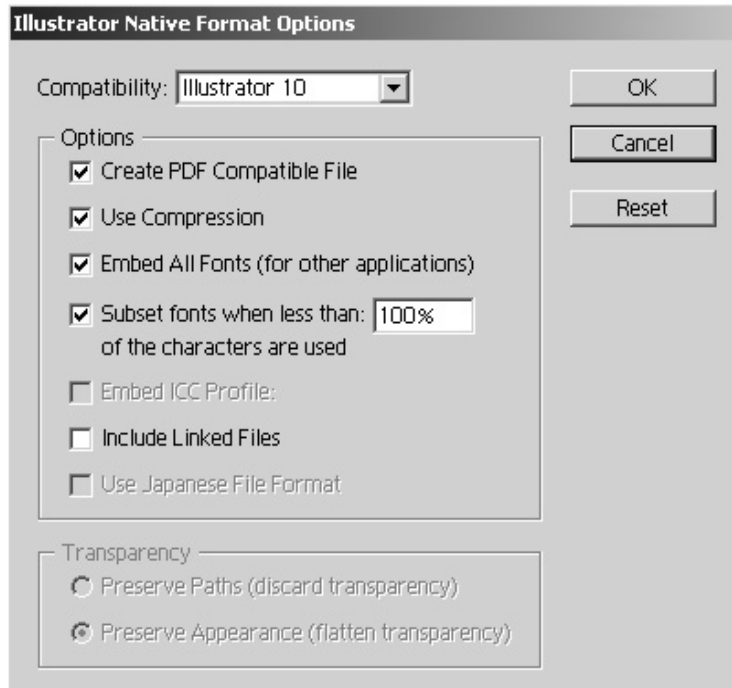 Illustrator Native Format Options
Compatibility: Illustrator 10
OK
Options
Cancel
Create PDF Compatible File
Use Compression
Reset
Embed All Fonts (for other applications)
Subset fonts when less than: 100%
of the characters are used
Embed ICC Profile:
Include Linked Files
Use Japanese File Format
Transparency
Preserve Paths (discard transparency)
Preserve Appearance (flatten transparency)